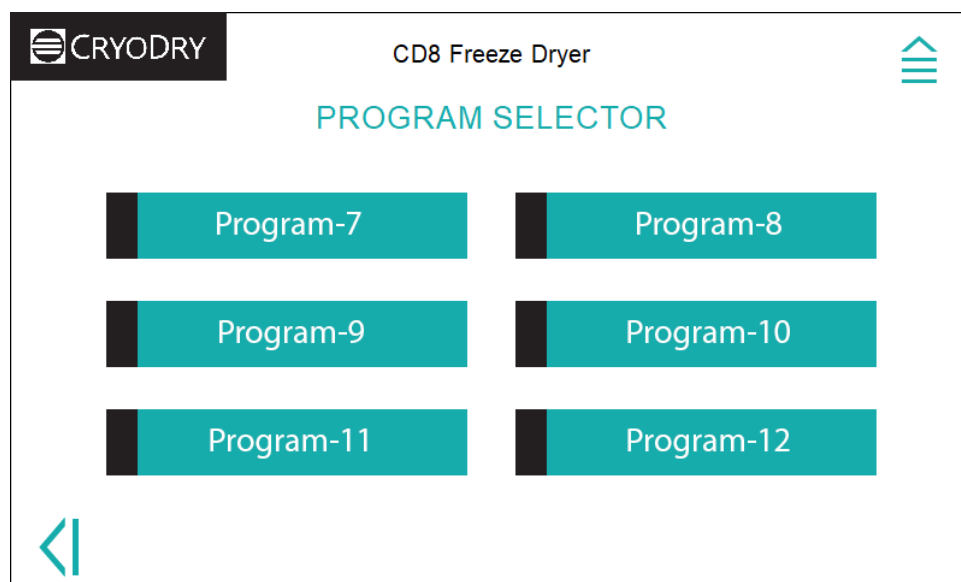 CRYODRY
CD8 Freeze Dryer
PROGRAM SELECTOR
Program-7
Program-8
Program-9
Program-10
Program-11
Program-12